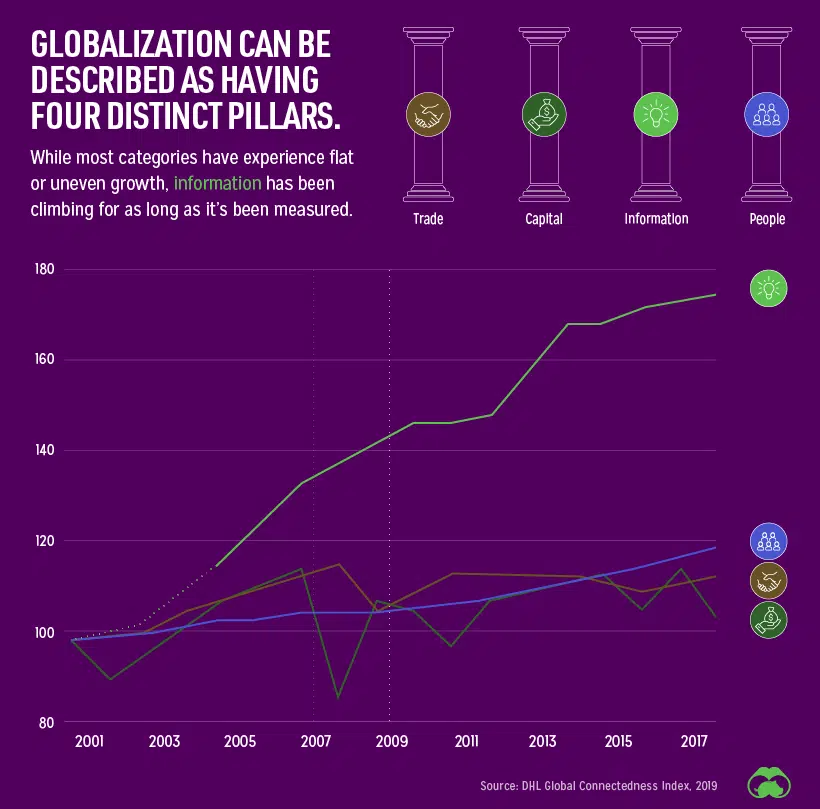 GLOBALIZATION CAN BE
DESCRIBED AS HAVING
FOUR DISTINCT PILLARS.
While most categories have experience flat
or uneven growth, information has been
climbing for as long as it's been measured.
Trade
Capital
Information
People
180
160
140
120
100
80
2001
2003
2005
2007
2009
2011
2013
2015
2017
Source: DHL Global Connectedness Index, 2019